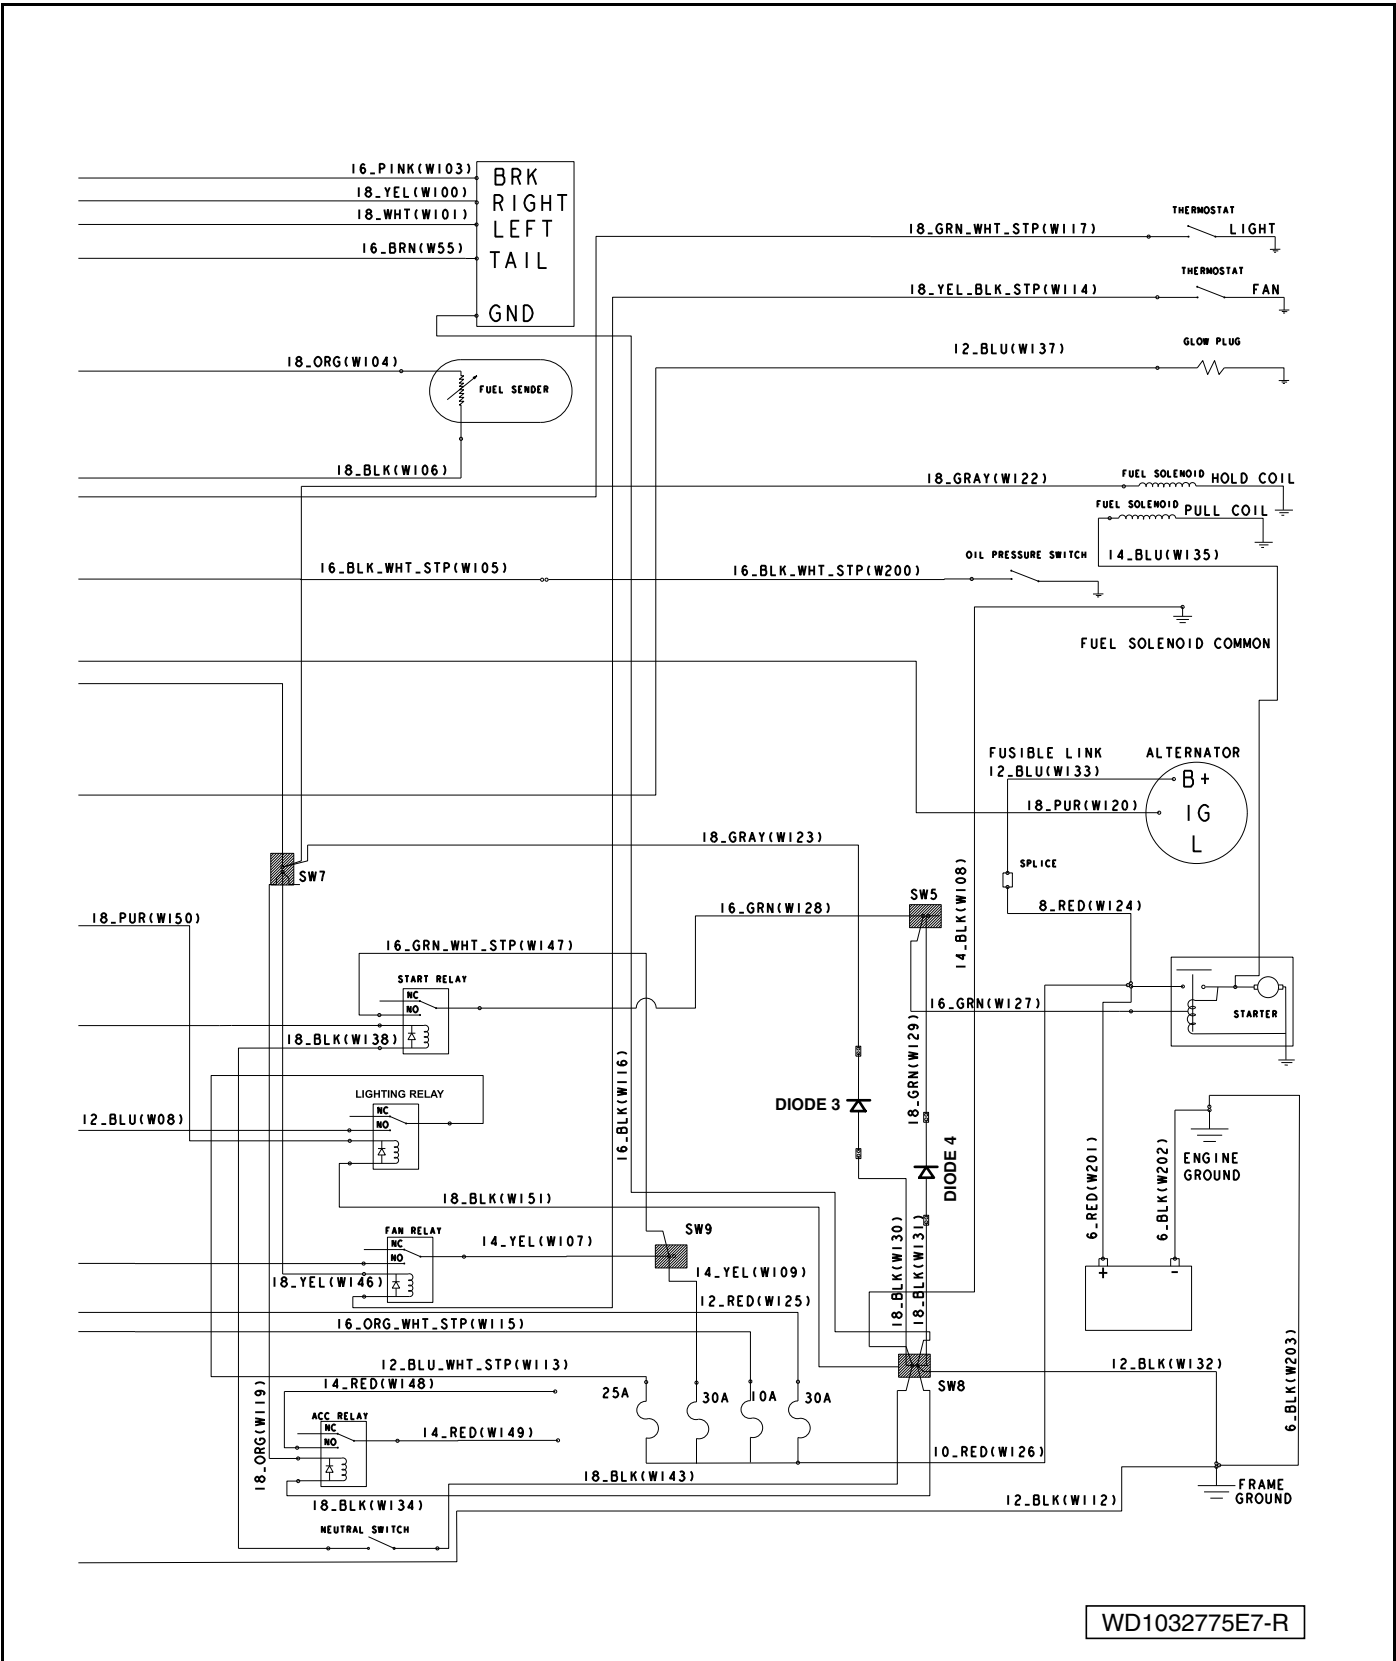 16_PINK(W103)
BRK
18_YEL(W100)
RIGHT
18_WHT(W101)
LEFT
16_BRN(W55)
TAIL
GND
THERMOSTAT
18_GRN_WHT_STP(W117)
LIGHT
THERMOSTAT
18_YEL_BLK_STP(W114)
FAN
12_BLU(W137)
GLOW PLUG
18_ORG(W104)
FUEL SENDER
18_BLK(W106)
18_GRAY(W122)
FUEL SOLENOID HOLD COIL
FUEL SOLENOID PULL COIL
14_BLU(W135)
16_BLK_WHT_STP(W105)
16_BLK_WHT_STP(W200)
OIL PRESSURE SWITCH
FUEL SOLENOID COMMON
FUSIBLE LINK
12_BLU(W133)
ALTERNATOR
B+
18_PUR(W120)
IG
L
18_GRAY(W123)
SW7
SPLICE
14_BLK(W108)
SW5
18_PUR(W150)
16_GRN(W128)
8_RED(W124)
16_GRN_WHT_STP(W147)
START RELAY
NC
NO
16_GRN(W127)
STARTER
18_BLK(W138)
16_BLK(W116)
18_GRN(W129)
LIGHTING RELAY
NC
NO
12_BLU(W08)
DIODE 3
DIODE 4
6_RED(W201)
6_BLK(W202)
ENGINE
GROUND
18_BLK(W151)
18_BLK(W130)
18_BLK(W131)
FAN RELAY
NC
NO
14_YEL(W107)
SW9
18_YEL(W146)
14_YEL(W109)
12_RED(W125)
+
-
16_ORG_WHT_STP(W115)
12_BLU_WHT_STP(W113)
14_RED(W148)
25A
30A
10A
30A
SW8
12_BLK(W132)
6_BLK(W203)
18_ORG(W119)
ACC RELAY
NC
NO
14_RED(W149)
10_RED(W126)
18_BLK(W143)
18_BLK(W134)
12_BLK(W112)
FRAME
GROUND
NEUTRAL SWITCH
WD1032775E7-R